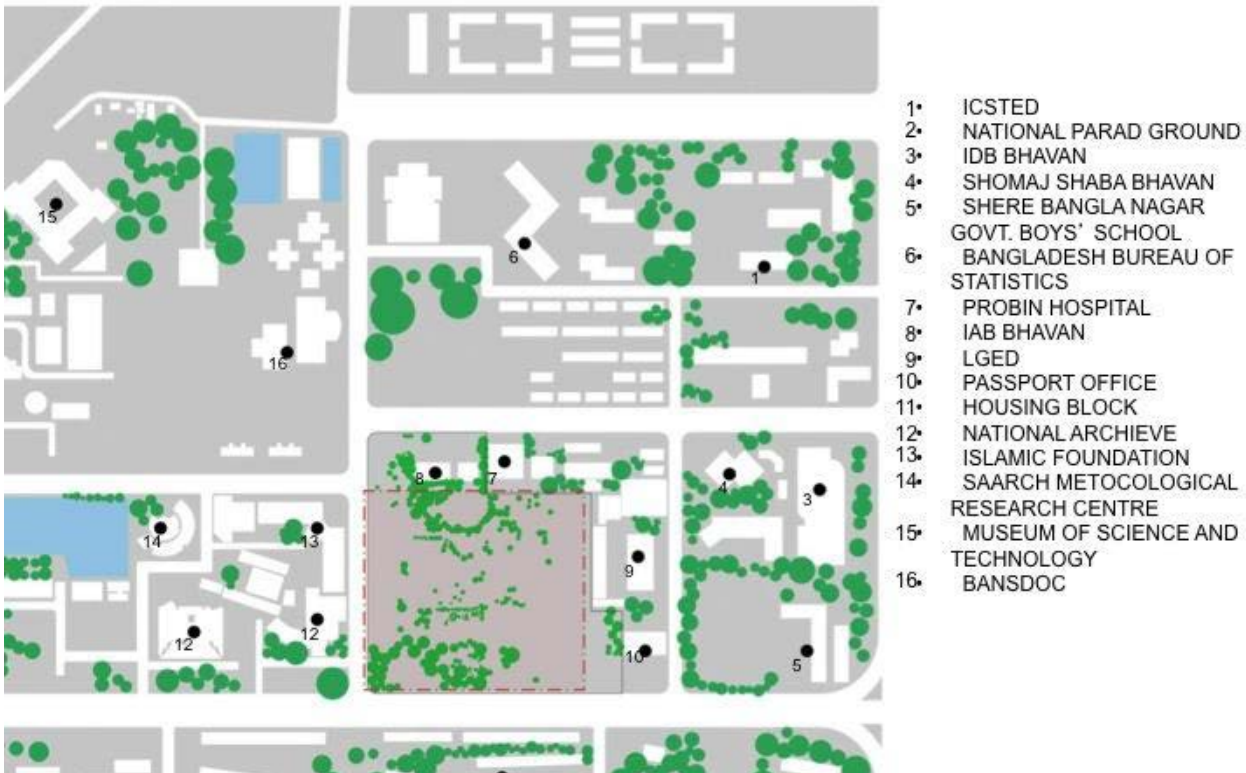 15
6
1
16
8
7
4
3
14
13
9
12
12
10
5
1• ICSTED
2• NATIONAL PARAD GROUND
3• IDB BHAVAN
4• SHOMAJ SHABA BHAVAN
5• SHERE BANGLA NAGAR
GOVT. BOYS' SCHOOL
6• BANGLADESH BUREAU OF
STATISTICS
7• PROBIN HOSPITAL
8• IAB BHAVAN
9• LGED
10• PASSPORT OFFICE
11• HOUSING BLOCK
12• NATIONAL ARCHIEVE
13• ISLAMIC FOUNDATION
14• SAARCH METOCOLOGICAL
RESEARCH CENTRE
15• MUSEUM OF SCIENCE AND
TECHNOLOGY
16• BANSDOC